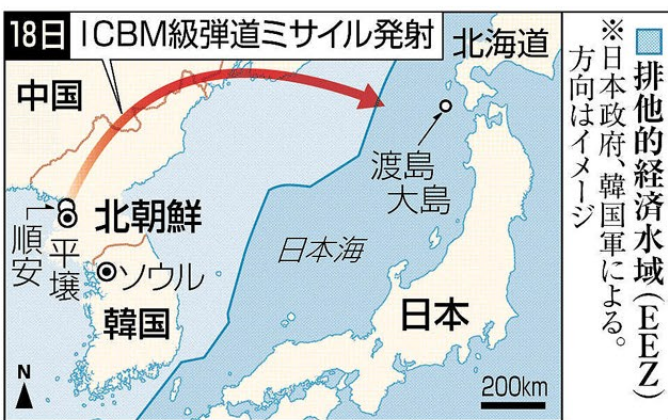 18日 ICBM級弾道ミサイル発射
北海道
中国
渡島
大島
北朝鮮
順安
平壌
ソウル
韓国
日本海
日本
N
200km
排他的経済水域(EEZ)
※日本政府、韓国軍による。
方向はイメージ